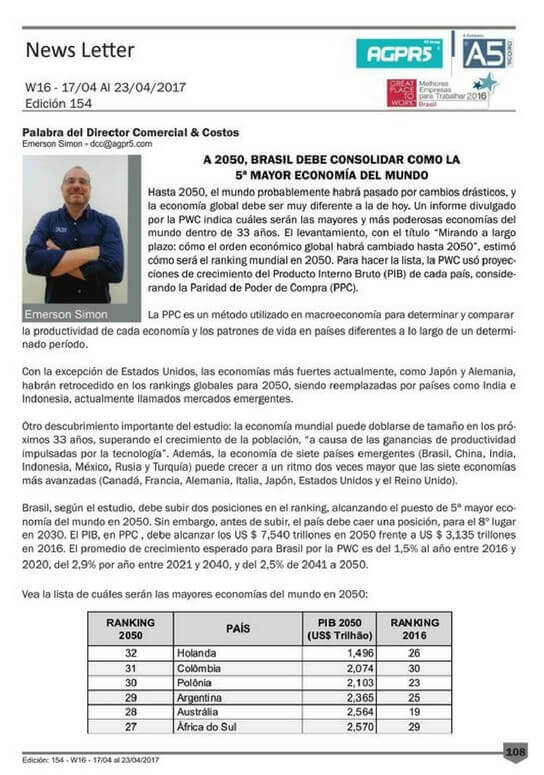 News Letter
W16 - 17/04 Al 23/04/2017
Edición 154
AGPR5
A5
GREAT
PLACE
TO
WORK
Melhores
Empresas
para Trabalhar 2016
Brasil
Palabra del Director Comercial & Costos
Emerson Simon - dcc@agpr5.com
A 2050, BRASIL DEBE CONSOLIDAR COMO LA
5ª MAYOR ECONOMÍA DEL MUNDO
Hasta 2050, el mundo probablemente habrá pasado por cambios drásticos, y
la economía global debe ser muy diferente a la de hoy. Un informe divulgado
por la PWC indica cuáles serán las mayores y más poderosas economías del
mundo dentro de 33 años. El levantamiento, con el título “Mirando a largo
plazo: cómo el orden económico global habrá cambiado hasta 2050”, estimó
cómo será el ranking mundial en 2050. Para hacer la lista, la PWC usó proyec-
ciones de crecimiento del Producto Interno Bruto (PIB) de cada país, conside-
rando la Paridad de Poder de Compra (PPC).
Emerson Simon
La PPC es un método utilizado en macroeconomía para determinar y comparar
la productividad de cada economía y los patrones de vida en países diferentes a lo largo de un determi-
nado período.
Con la excepción de Estados Unidos, las economías más fuertes actualmente, como Japón y Alemania,
habrán retrocedido en los rankings globales para 2050, siendo reemplazadas por países como India e
Indonesia, actualmente llamados mercados emergentes.
Otro descubrimiento importante del estudio: la economía mundial puede doblarse de tamaño en los pró-
ximos 33 años, superando el crecimiento de la población, “a causa de las ganancias de productividad
impulsadas por la tecnología”. Además, la economía de siete países emergentes (Brasil, China, India,
Indonesia, México, Rusia y Turquía) puede crecer a un ritmo dos veces mayor que las siete economías
más avanzadas (Canadá, Francia, Alemania, Italia, Japón, Estados Unidos y el Reino Unido).
Brasil, según el estudio, debe subir dos posiciones en el ranking, alcanzando el puesto de 5ª mayor eco-
nomía del mundo en 2050. Sin embargo, antes de subir, el país debe caer una posición, para el 8º lugar
en 2030. El PIB, en PPC , debe alcanzar los US $ 7,540 trillones en 2050 frente a US $ 3,135 trillones
en 2016. El promedio de crecimiento esperado para Brasil por la PWC es del 1,5% al año entre 2016 y
2020, del 2,9% por año entre 2021 y 2040, y del 2,5% de 2041 a 2050.
Vea la lista de cuáles serán las mayores economías del mundo en 2050:
RANKING 2050 PAÍS PIB 2050 (US$ Trilhão) RANKING 2016
32 Holanda 1,496 26
31 Colômbia 2,074 30
30 Polônia 2,103 23
29 Argentina 2,365 25
28 Austrália 2,564 19
27 África do Sul 2,570 29
108
Edición: 154 - W16 - 17/04 al 23/04/2017